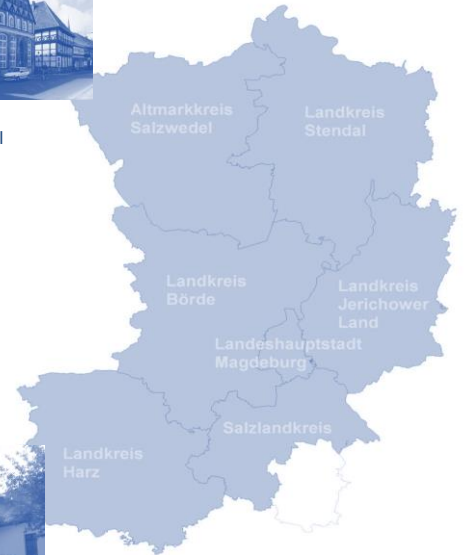 Altmarkkreis
Salzwedel
Landkreis
Stendal
l
Landkreis
Börde
Landkreis
Jerichower
Land
Landeshauptstadt
Magdeburg
Salzlandkreis
Landkreis
Harz